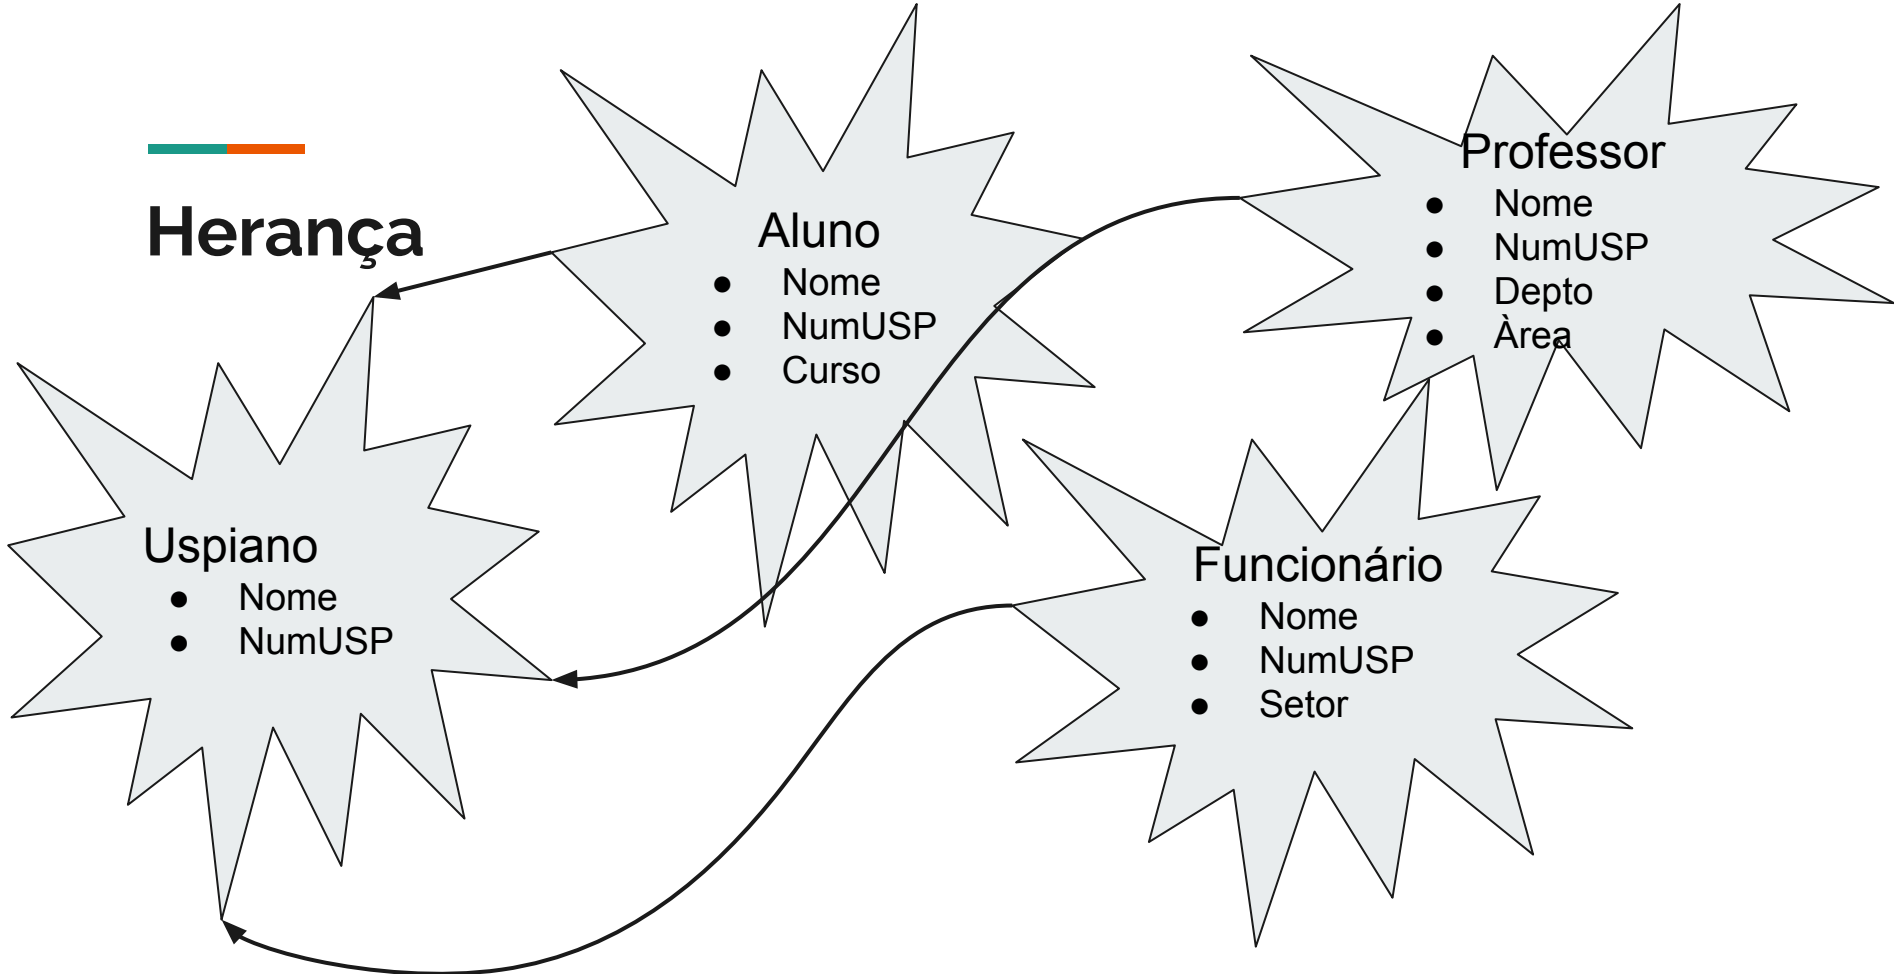 Herança
Aluno
● Nome
● NumUSP
● Curso
Professor
● Nome
● NumUSP
● Depto
● Àrea
Uspiano
● Nome
● NumUSP
Funcionário
● Nome
● NumUSP
● Setor